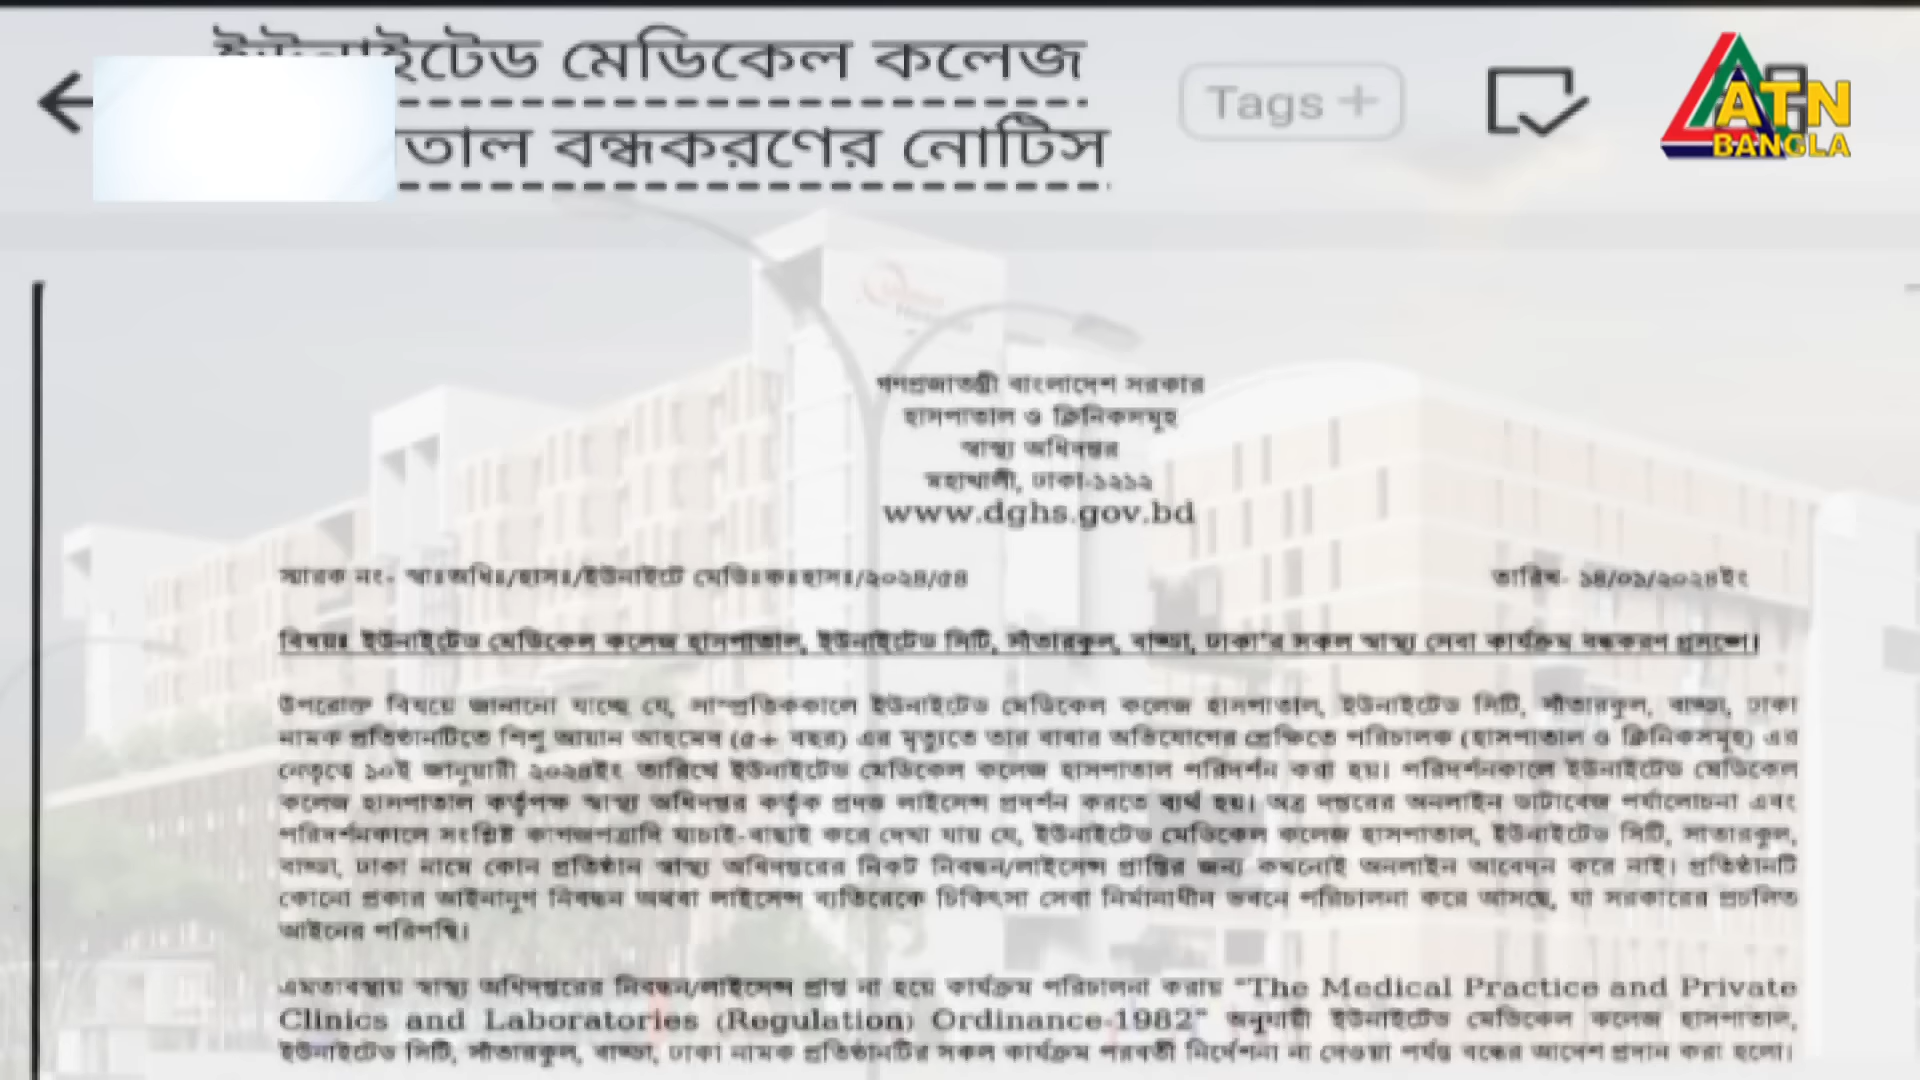 ইউনাইটেড মেডিকেল কলেজ
তাল বন্ধকরণের নোটিস
Tags +
ATN
BANGLA
গণপ্রজাতন্ত্রী বাংলাদেশ সরকার
হাসপাতাল ও ক্লিনিকসমূহ
স্বাস্থ্য অধিদপ্তর
মহাখালী, ঢাকা-১২১২
www.dghs.gov.bd
স্মারক নং- স্বাঃঅধিঃ/হাসঃ/ইউনাইটে মেডিঃকঃহাসঃ/২০২৪/৫৪
তারিখ- ১৪/০১/২০২৪ইং
বিষয়ঃ ইউনাইটেড মেডিকেল কলেজ হাসপাতাল, ইউনাইটেড সিটি, সাঁতারকুল, বাড্ডা, ঢাকা'র সকল স্বাস্থ্য সেবা কার্যক্রম বন্ধকরণ প্রসঙ্গে।
উপরোক্ত বিষয়ে জানানো যাচ্ছে যে, সাম্প্রতিককালে ইউনাইটেড মেডিকেল কলেজ হাসপাতাল, ইউনাইটেড সিটি, সাঁতারকুল, বাড্ডা, ঢাকা
নামক প্রতিষ্ঠানটিতে শিশু আয়ান আহমেদ (৫+ বছর) এর মৃত্যুতে তার বাবার অভিযোগের প্রেক্ষিতে পরিচালক (হাসপাতাল ও ক্লিনিকসমূহ) এর
নেতৃত্বে ১০ই জানুয়ারী ২০২৪ইং তারিখে ইউনাইটেড মেডিকেল কলেজ হাসপাতাল পরিদর্শন করা হয়। পরিদর্শনকালে ইউনাইটেড মেডিকেল
কলেজ হাসপাতাল কর্তৃপক্ষ স্বাস্থ্য অধিদপ্তর কর্তৃক প্রদত্ত লাইসেন্স প্রদর্শন করতে ব্যর্থ হয়। অত্র দপ্তরের অনলাইন ডাটাবেজ পর্যালোচনা এবং
পরিদর্শনকালে সংশ্লিষ্ট কাগজপত্রাদি যাচাই-বাছাই করে দেখা যায় যে, ইউনাইটেড মেডিকেল কলেজ হাসপাতাল, ইউনাইটেড সিটি, সাতারকুল,
বাড্ডা, ঢাকা নামে কোন প্রতিষ্ঠান স্বাস্থ্য অধিদপ্তরের নিকট নিবন্ধন/লাইসেন্স প্রাপ্তির জন্য কখনোই অনলাইন আবেদন করে নাই। প্রতিষ্ঠানটি
কোনো প্রকার আইনানুগ নিবন্ধন অথবা লাইসেন্স ব্যতিরেকে চিকিৎসা সেবা নির্মানাধীন ভবনে পরিচালনা করে আসছে, যা সরকারের প্রচলিত
আইনের পরিপন্থি।
এমতাবস্থায় স্বাস্থ্য অধিদপ্তরের নিবন্ধন/লাইসেন্স প্রাপ্ত না হয়ে কার্যক্রম পরিচালনা করায় "The Medical Practice and Private
Clinics and Laboratories (Regulation) Ordinance-1982" অনুযায়ী ইউনাইটেড মেডিকেল কলেজ হাসপাতাল,
ইউনাইটেড সিটি, সাঁতারকুল, বাড্ডা, ঢাকা নামক প্রতিষ্ঠানটির সকল কার্যক্রম পরবর্তী নির্দেশনা না দেওয়া পর্যন্ত বন্ধের আদেশ প্রদান করা হলো।